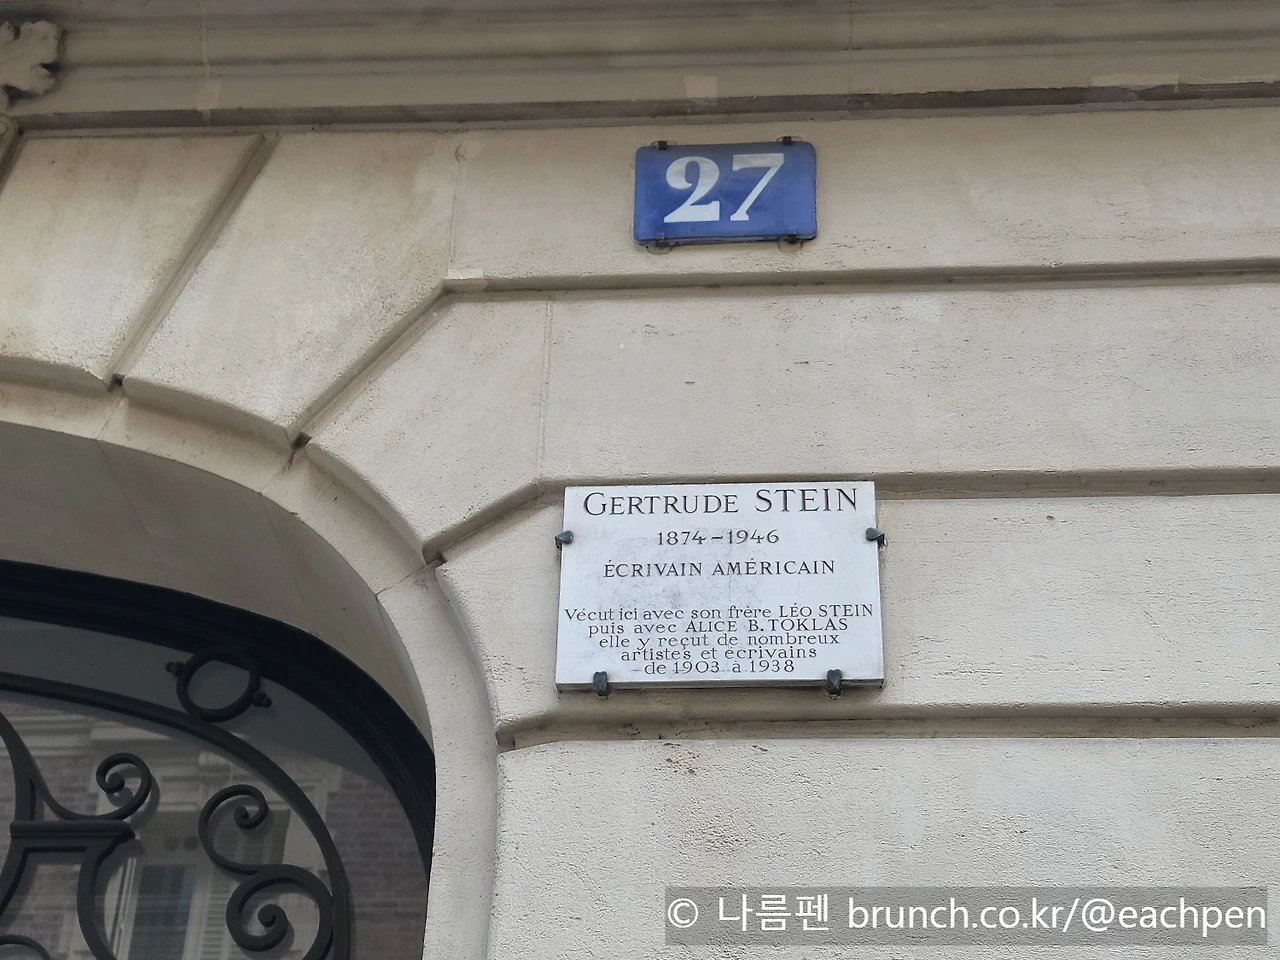 27
GERTRUDE STEIN
1874-1946
ÉCRIVAIN AMÉRICAIN
Vécut ici avec son frère LÉO STEIN
puis avec ALICE B. TOKLAS
elle y reçut de nombreux
artistes et écrivains
de 1903 à 1938
© 나름펜 brunch.co.kr/@eachpen